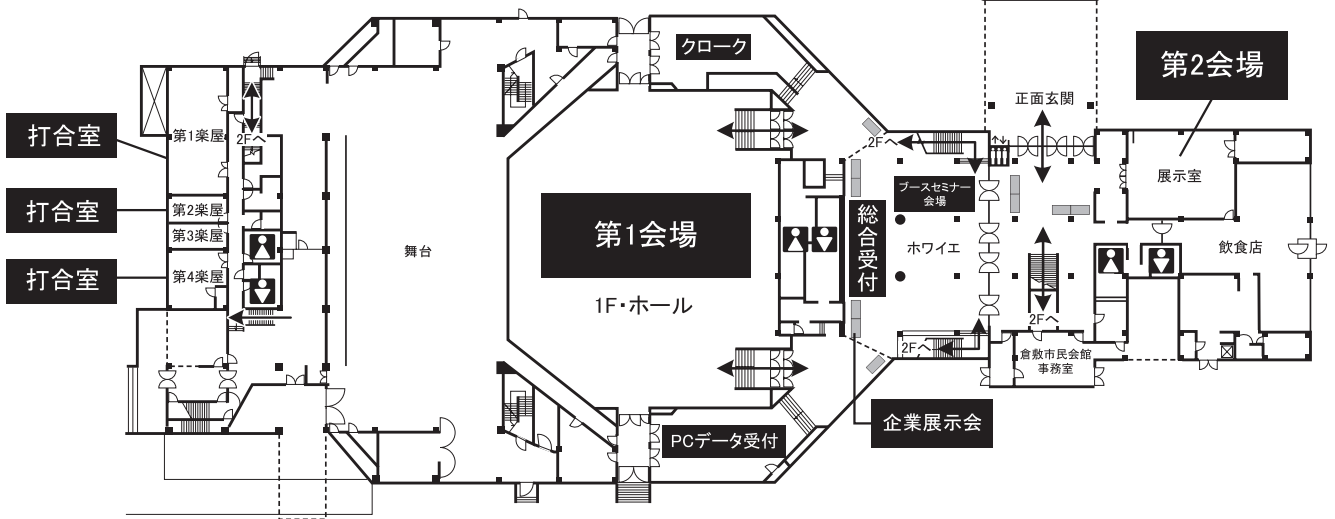 クローク
第2会場
正面玄関
打合室
第1楽屋
2Fへ
2Fへ
ブースセミナー
会場
展示室
打合室
第2楽屋
第3楽屋
舞台
第1会場
総合受付
ホワイエ
飲食店
打合室
第4楽屋
1F・ホール
2Fへ
2Fへ
倉敷市民会館
事務室
PCデータ受付
企業展示会